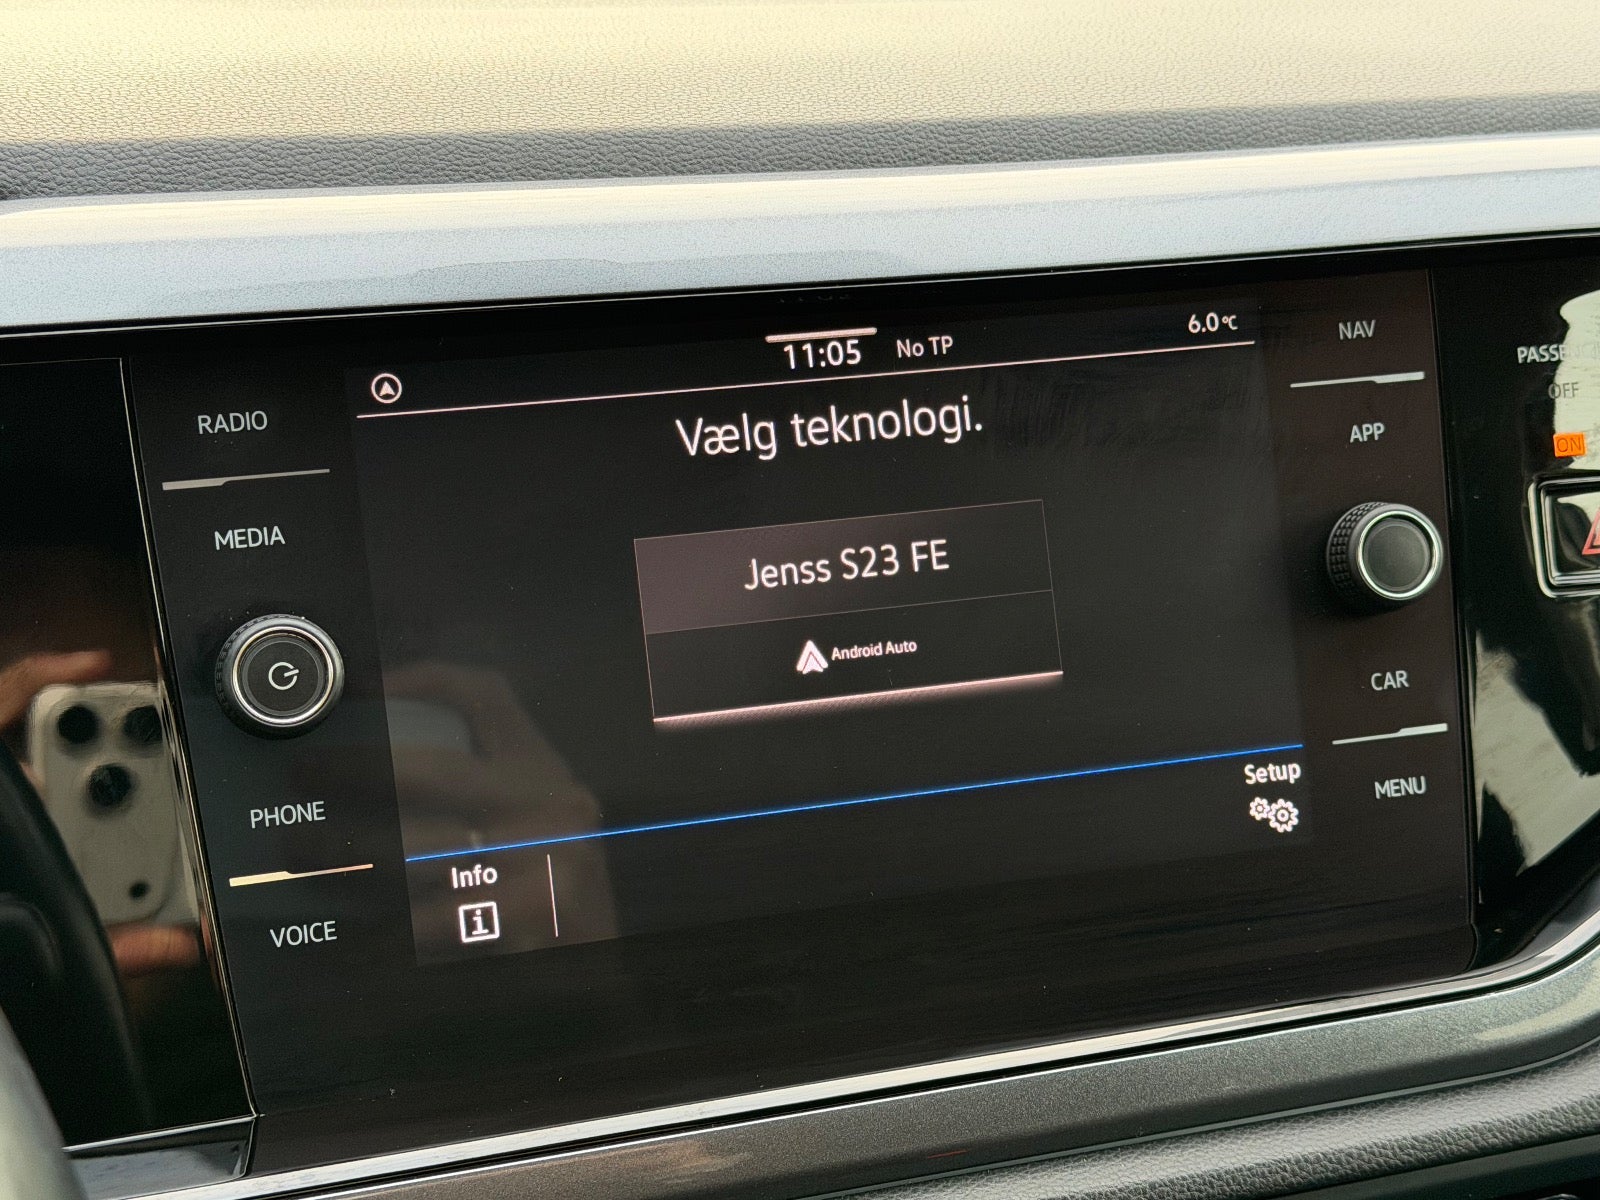 11:05 No TP 6.0°C
Vælg teknologi.
Jenss S23 FE
Android Auto
Setup
Info
RADIO
MEDIA
PHONE
VOICE
NAV
APP
CAR
MENU
OFF
ON